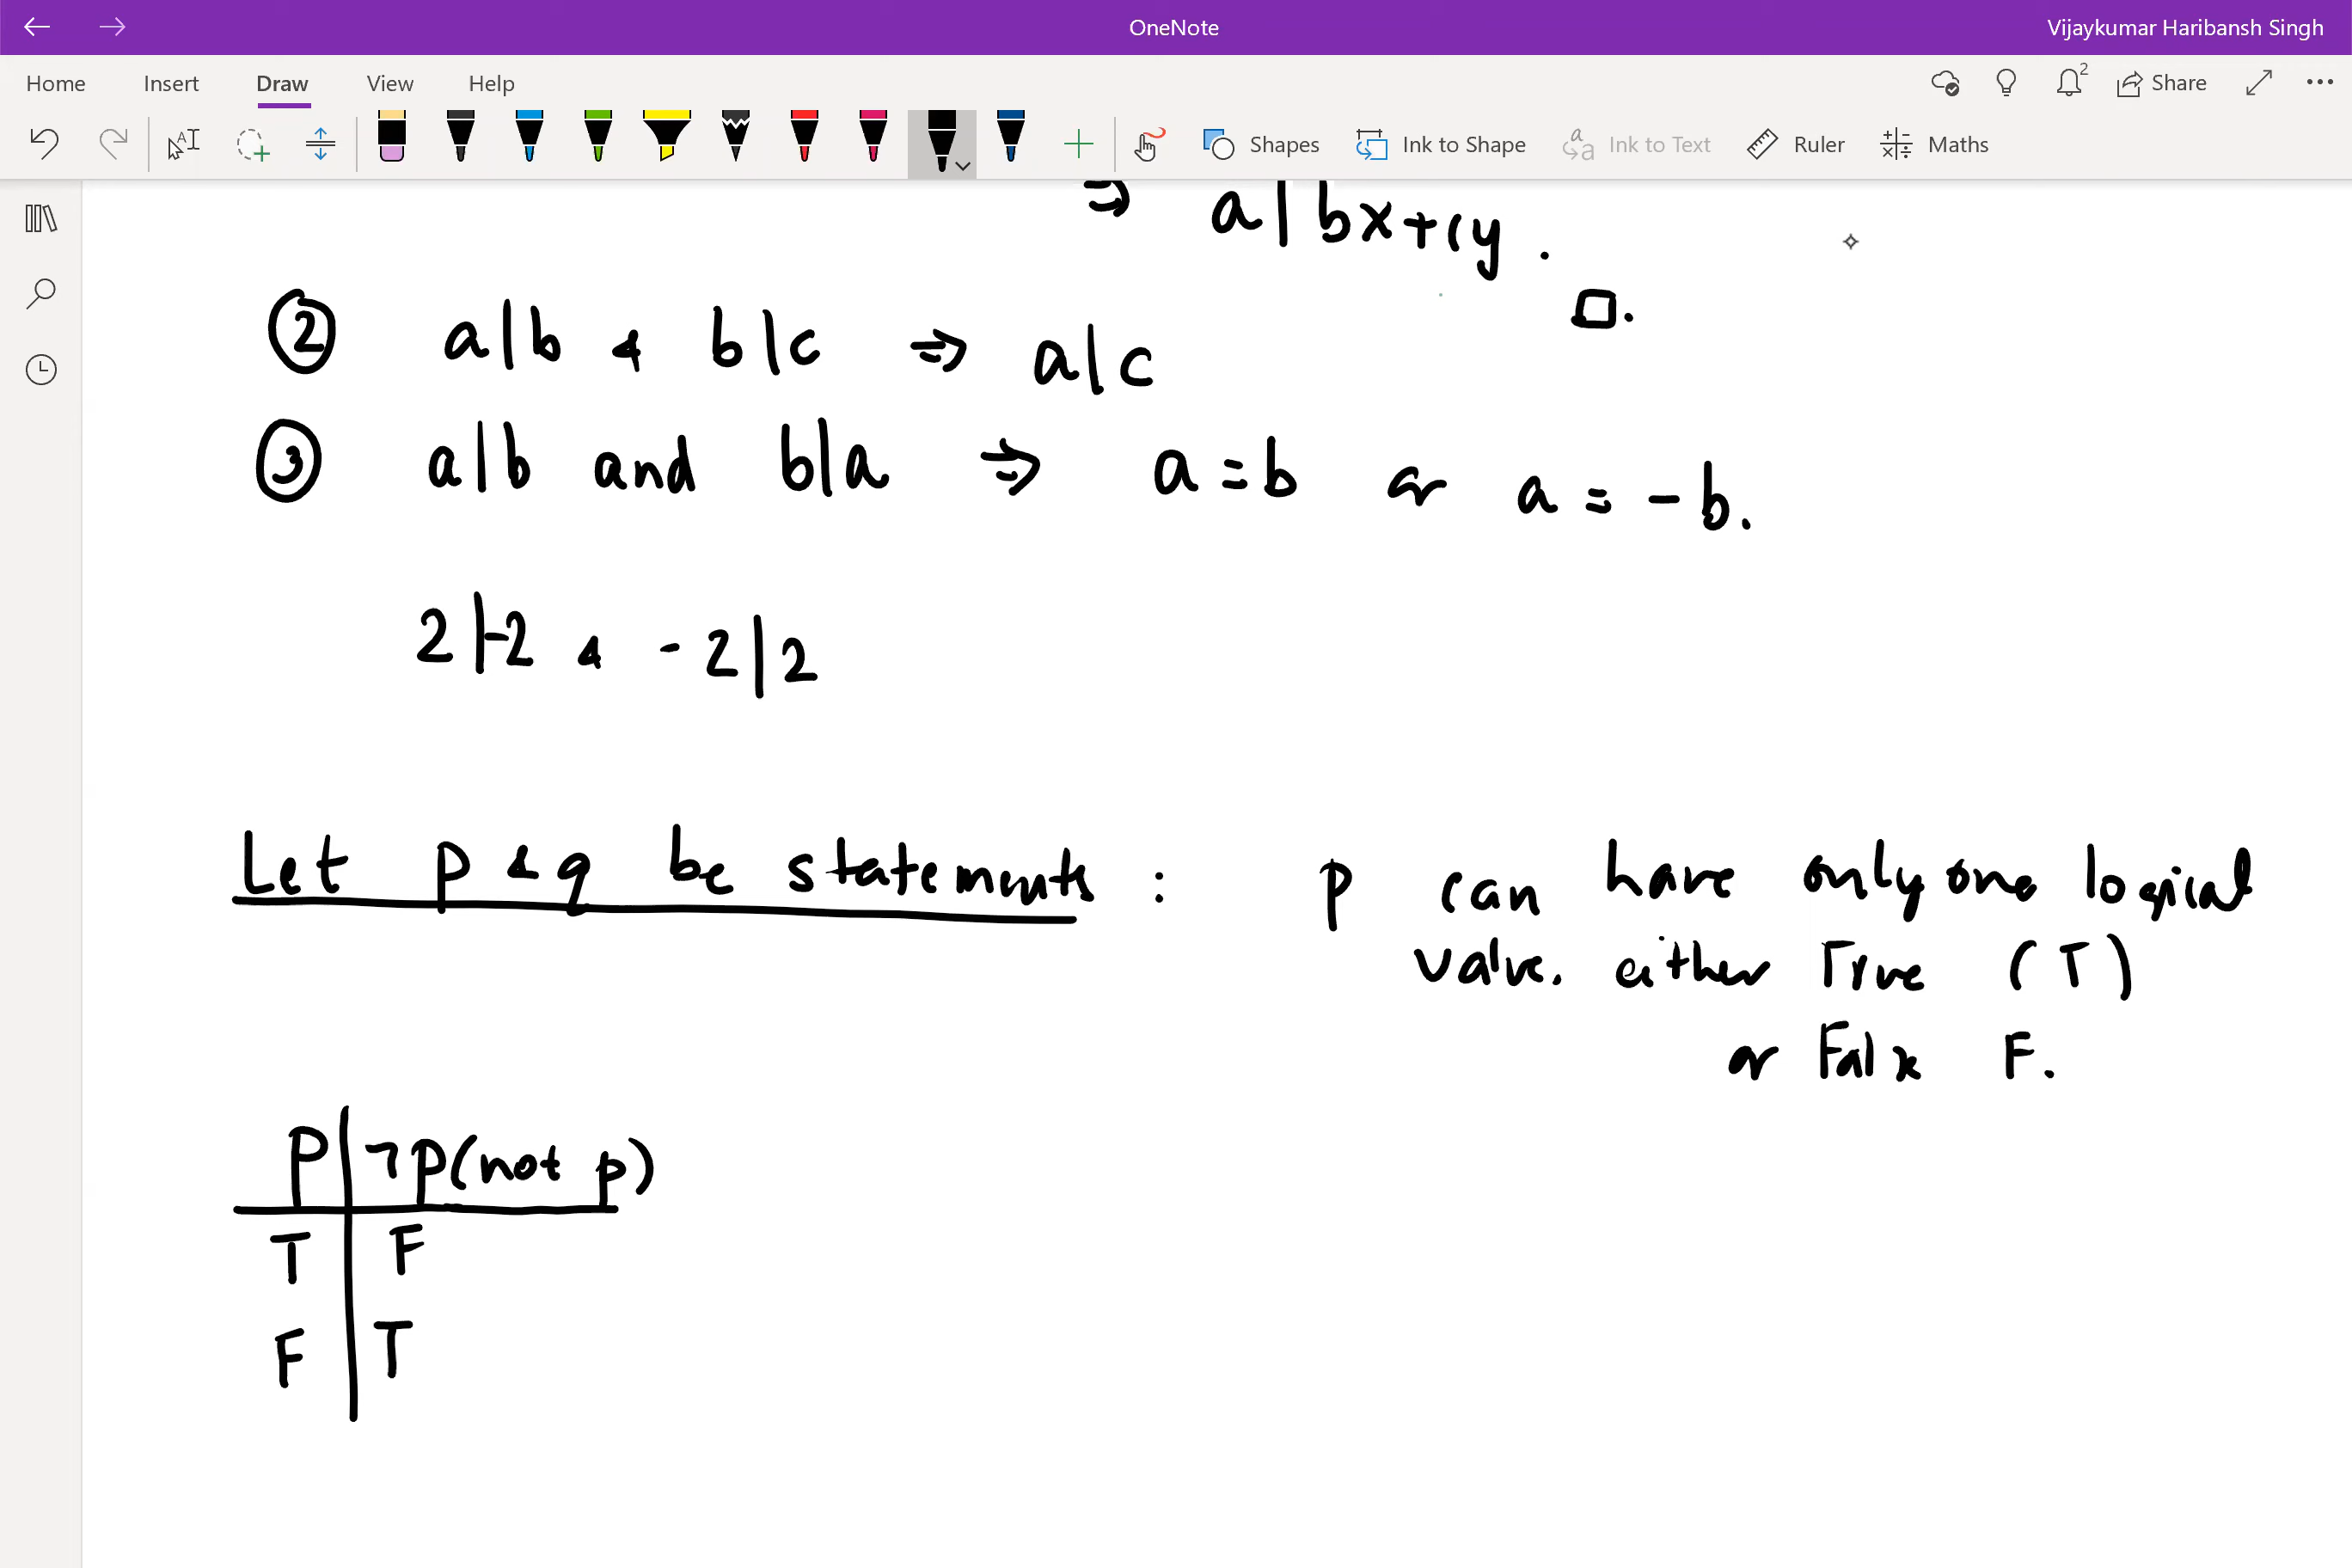 OneNote
Vijaykumar Haribansh Singh
Home Insert Draw View Help
2 Share
Shapes Ink to Shape Ink to Text Ruler Maths
⇒ a|bx+cy.
□.
② a|b & b|c ⇒ a|c
③ a|b and b|a ⇒ a=b or a = -b.
2|-2 & -2|2
Let p & q be statements : p can have only one logical
value. either True (T)
or False F.
p ¬p(not p)
T F
F T